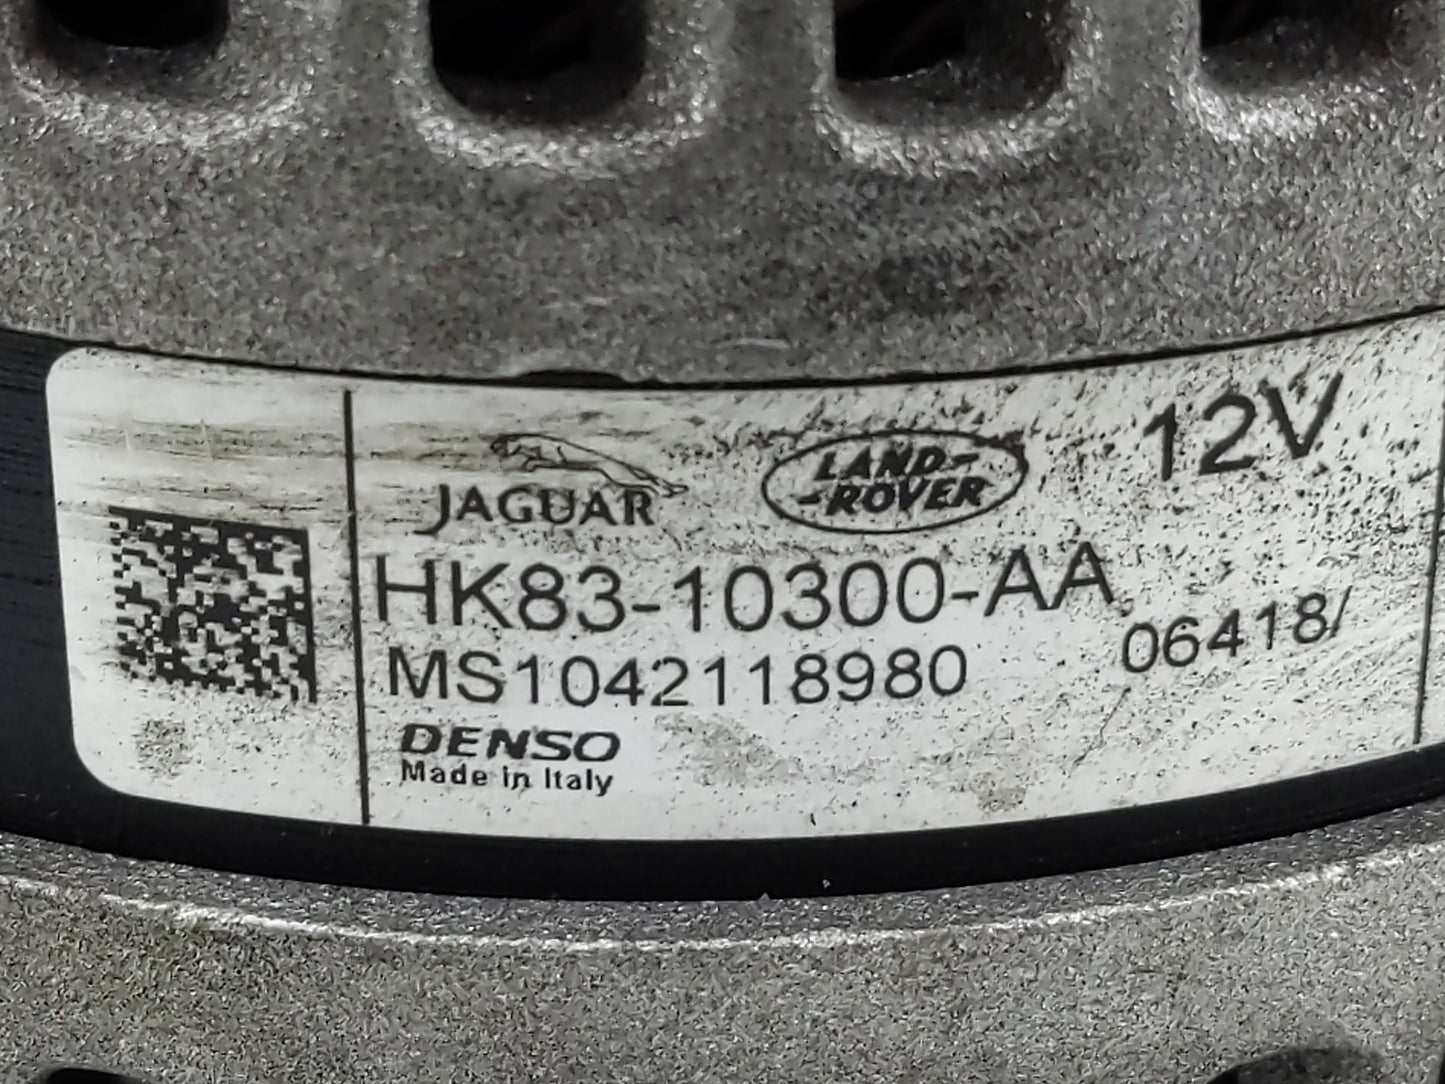 JAGUAR
LAND-
-ROVER
12V
HK83-10300-AA
MS1042118980
06418/
DENSO
Made in Italy